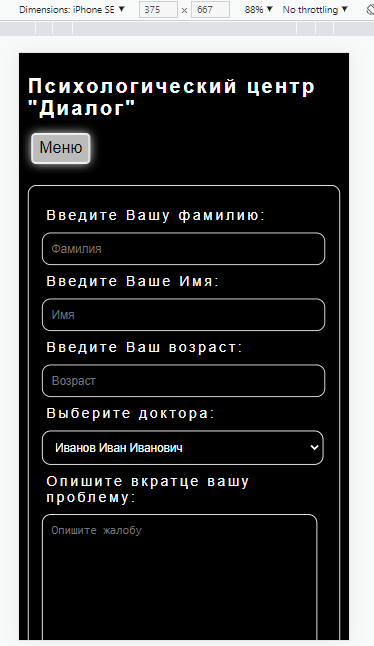 Dimensions: iPhone SE ▼ 375 × 667 88% ▼ No throttling ▼
Психологический центр
"Диалог"
Меню
Введите Вашу фамилию:
Фамилия
Введите Ваше Имя:
Имя
Введите Ваш возраст:
Возраст
Выберите доктора:
Иванов Иван Иванович
Опишите вкратце вашу
проблему:
Опишите жалобу